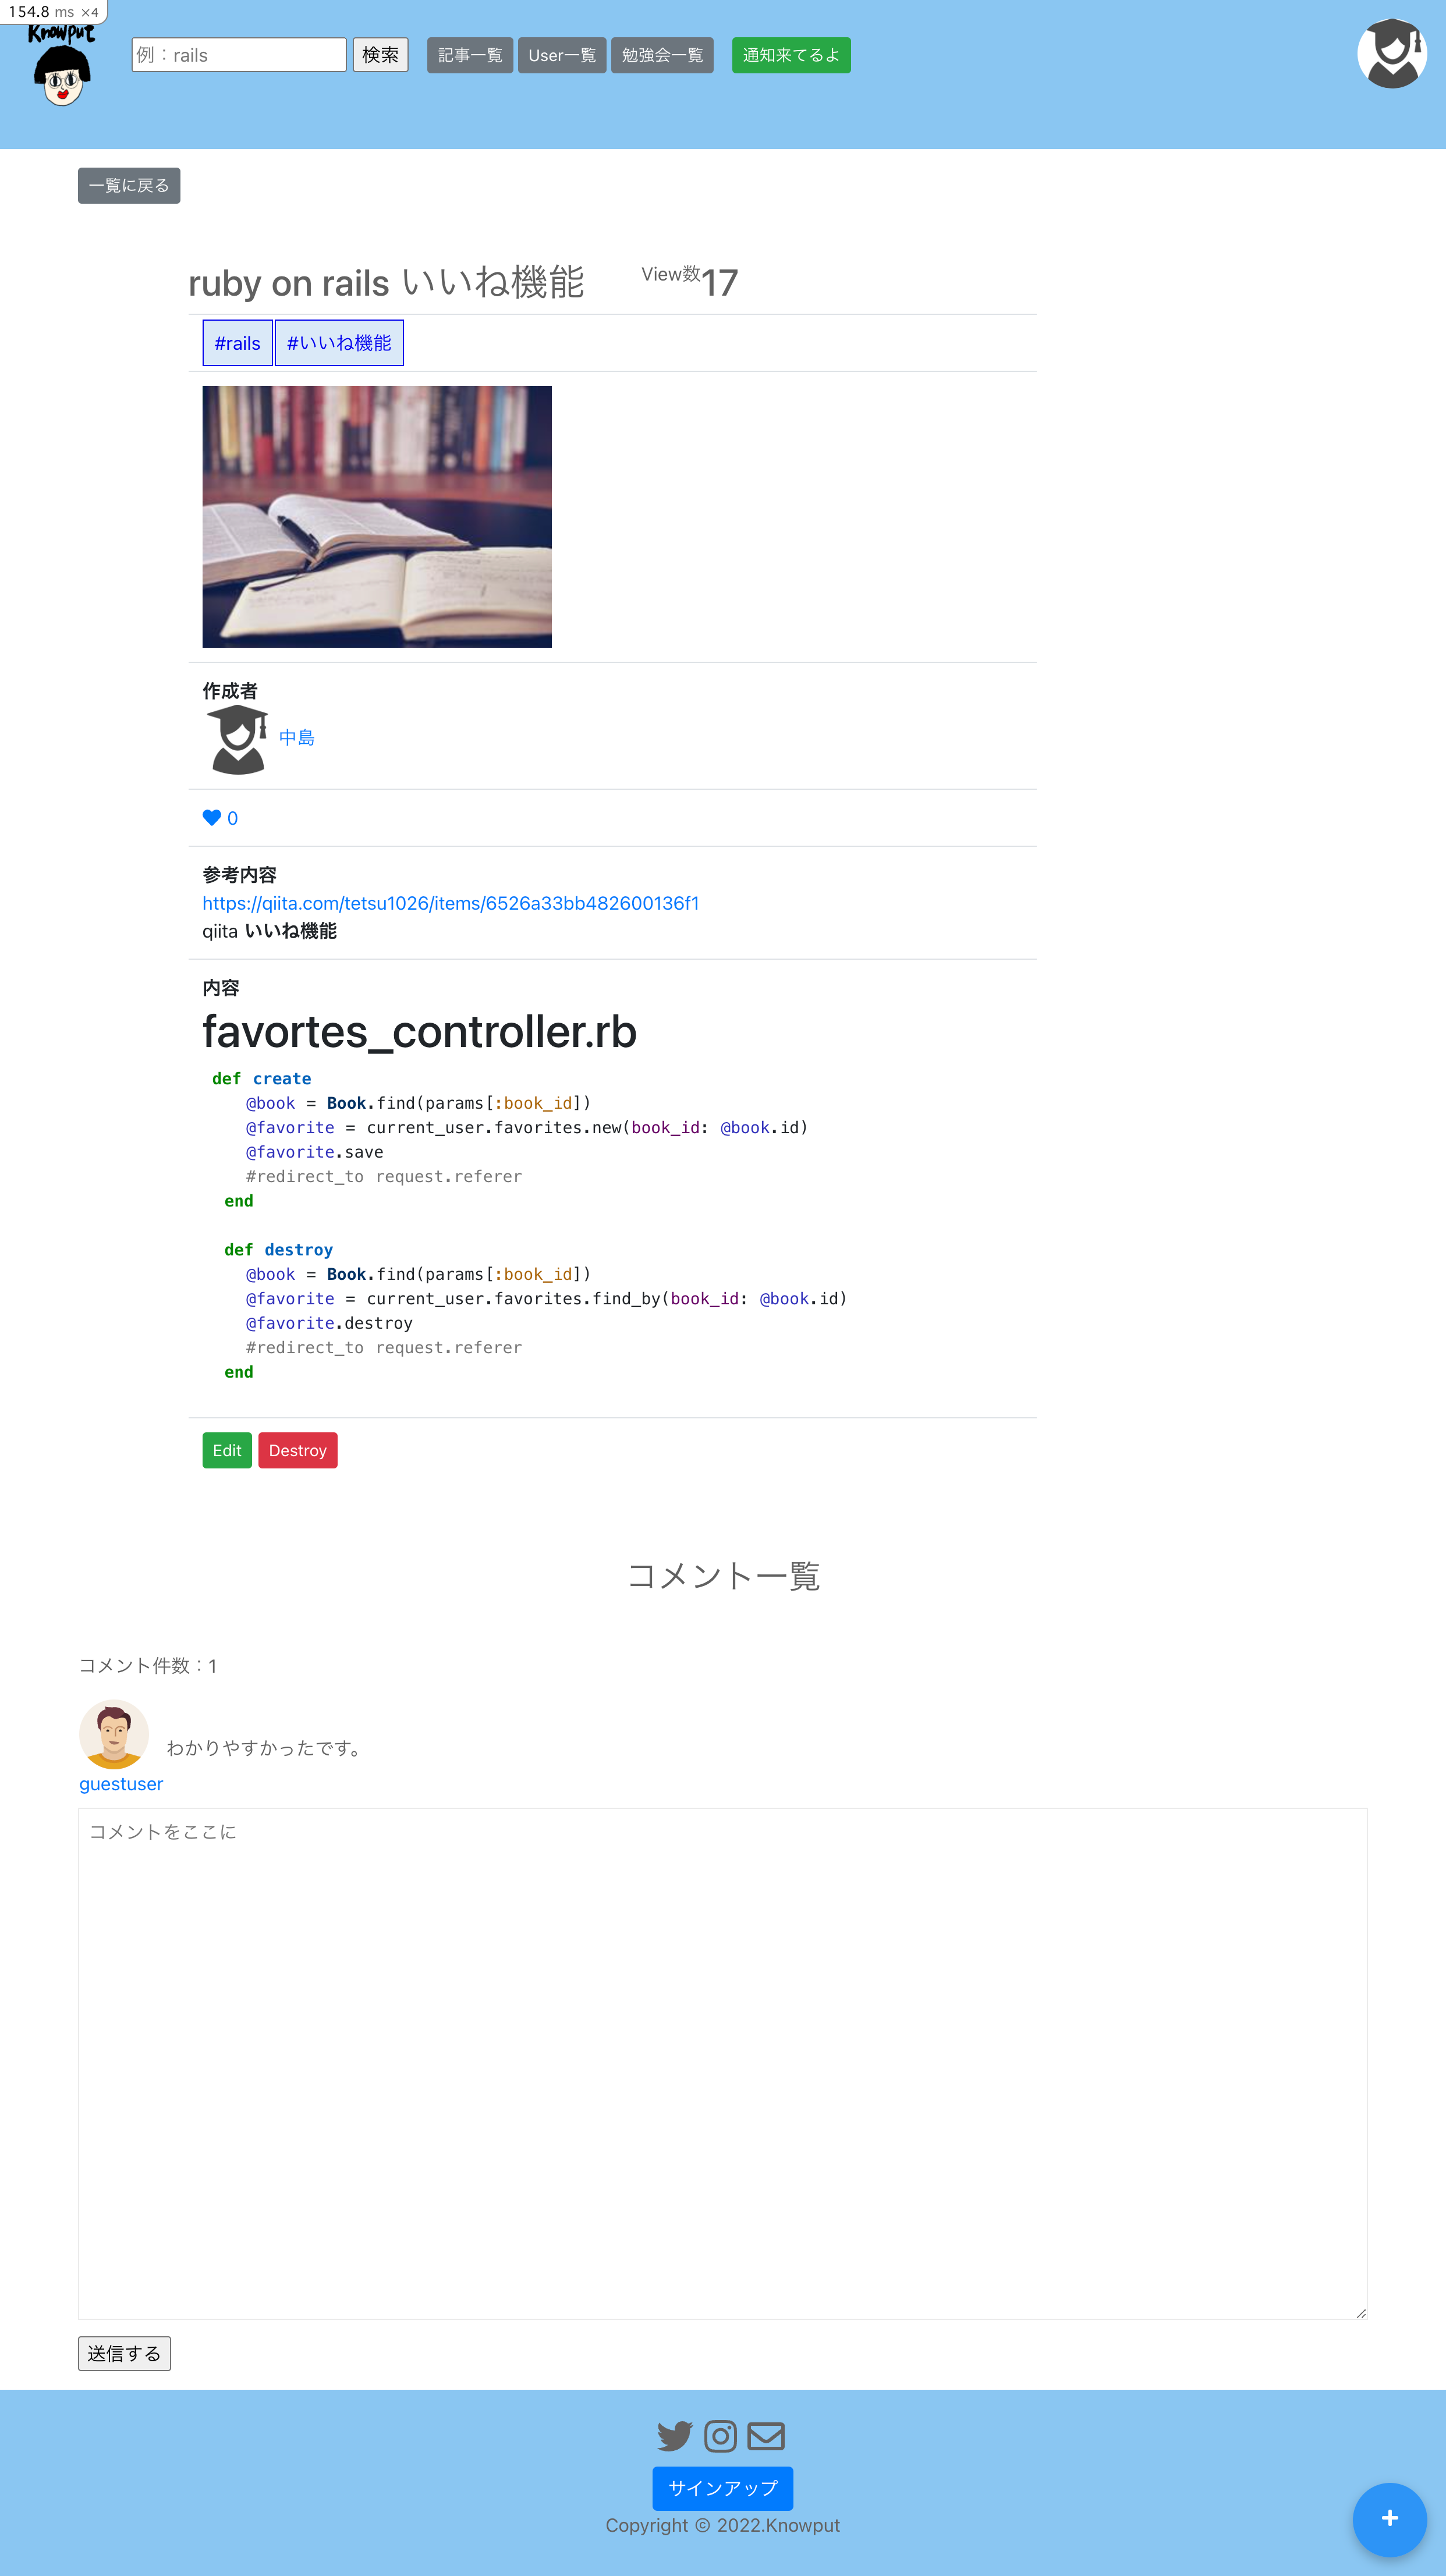 154.8 ms ×4
Knowput
例：rails 検索 記事一覧 User一覧 勉強会一覧 通知来てるよ
一覧に戻る
ruby on rails いいね機能 View数17
#rails #いいね機能
作成者
中島
0
参考内容
https://qiita.com/tetsu1026/items/6526a33bb482600136f1
qiita いいね機能
内容
favortes_controller.rb
def create
@book = Book.find(params[:book_id])
@favorite = current_user.favorites.new(book_id: @book.id)
@favorite.save
#redirect_to request.referer
end
def destroy
@book = Book.find(params[:book_id])
@favorite = current_user.favorites.find_by(book_id: @book.id)
@favorite.destroy
#redirect_to request.referer
end
Edit Destroy
コメント一覧
コメント件数：1
わかりやすかったです。
guestuser
コメントをここに
送信する
サインアップ
Copyright © 2022.Knowput
+